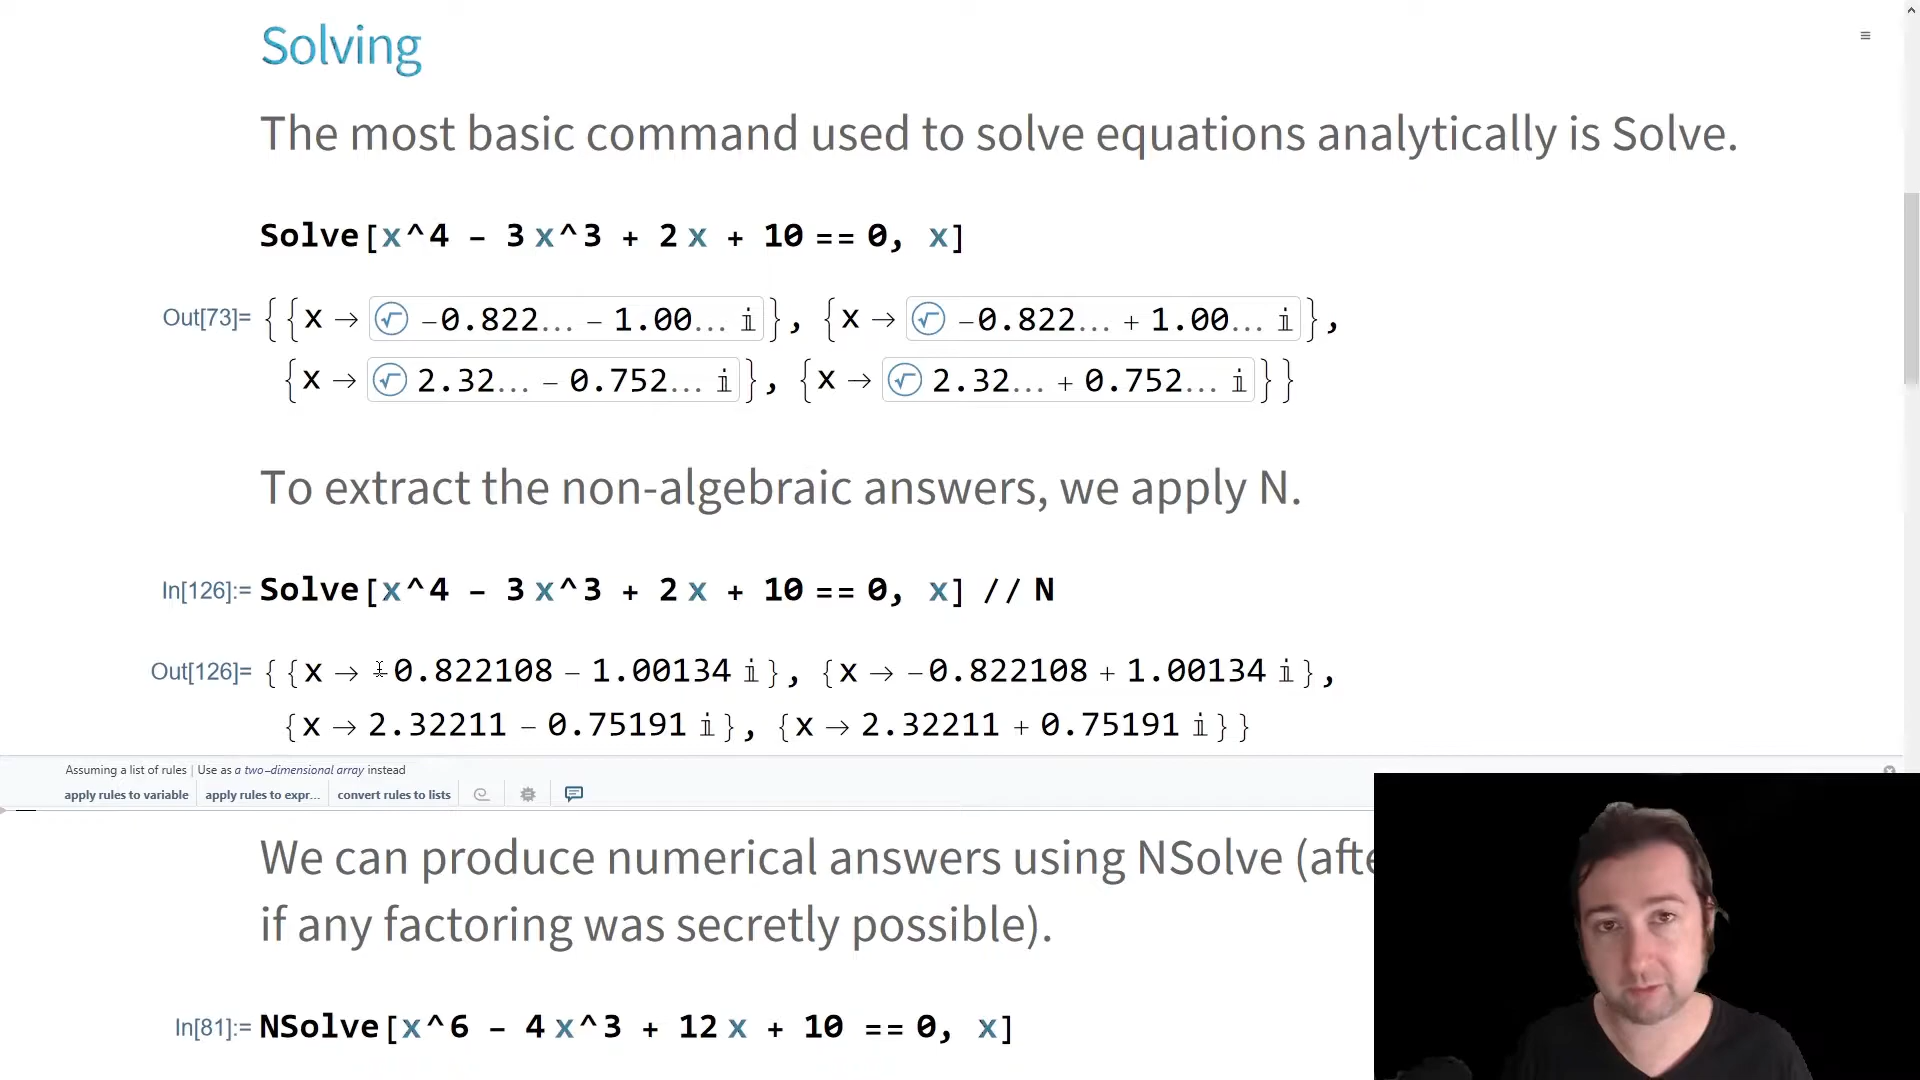 Solving
The most basic command used to solve equations analytically is Solve.
Solve[x^4 - 3 x^3 + 2 x + 10 == 0, x]
Out[73]= {{x → √ -0.822... - 1.00... ⅈ}, {x → √ -0.822... + 1.00... ⅈ},
{x → √ 2.32... - 0.752... ⅈ}, {x → √ 2.32... + 0.752... ⅈ}}
To extract the non-algebraic answers, we apply N.
In[126]:= Solve[x^4 - 3 x^3 + 2 x + 10 == 0, x] // N
Out[126]= {{x → -0.822108 - 1.00134 ⅈ}, {x → -0.822108 + 1.00134 ⅈ},
{x → 2.32211 - 0.75191 ⅈ}, {x → 2.32211 + 0.75191 ⅈ}}
Assuming a list of rules | Use as a two-dimensional array instead
apply rules to variable apply rules to expr... convert rules to lists
We can produce numerical answers using NSolve
if any factoring was secretly possible).
In[81]:= NSolve[x^6 - 4 x^3 + 12 x + 10 == 0, x]